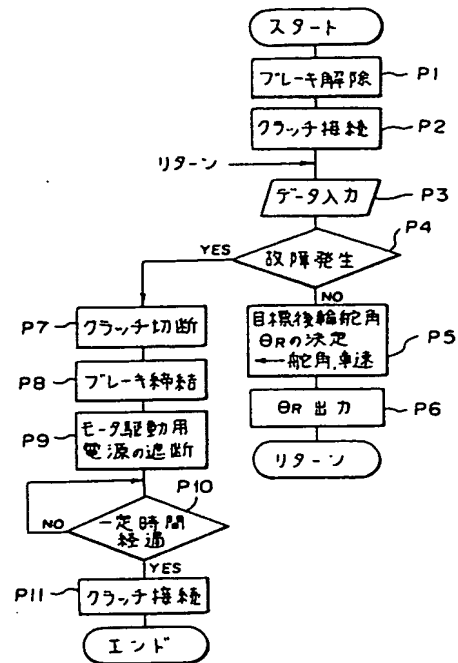 スタート
ブレーキ解除 P1
クラッチ接続 P2
リターン
データ入力 P3
P4
故障発生
YES
NO
目標後輪舵角
θRの決定
←舵角,車速
P5
θR 出力 P6
リターン
P7 クラッチ切断
P8 ブレーキ締結
P9 モータ駆動用
電源の遮断
P10
一定時間
経過
NO
YES
P11 クラッチ接続
エンド